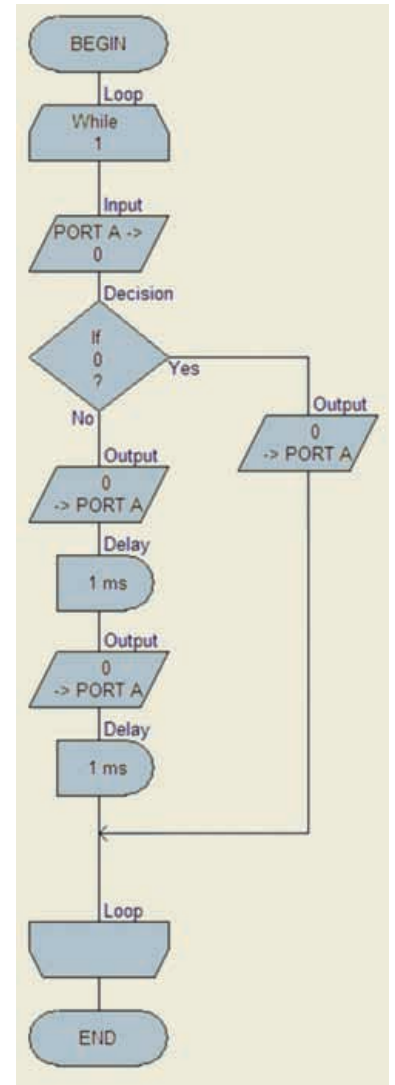 BEGIN
Loop
While
1
Input
PORT A ->
0
Decision
If
0
?
Yes
No
Output
0
-> PORT A
Output
0
-> PORT A
Delay
1 ms
Output
0
-> PORT A
Delay
1 ms
Loop
END